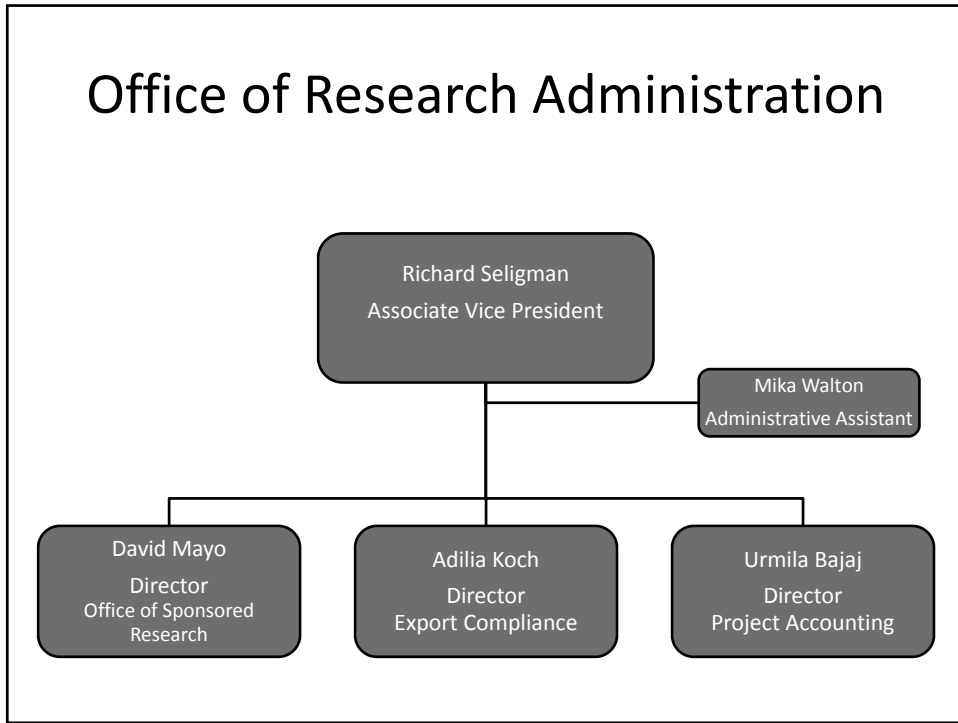 Office of Research Administration
Richard Seligman
Associate Vice President
Mika Walton
Administrative Assistant
David Mayo
Director
Office of Sponsored
Research
Adilia Koch
Director
Export Compliance
Urmila Bajaj
Director
Project Accounting